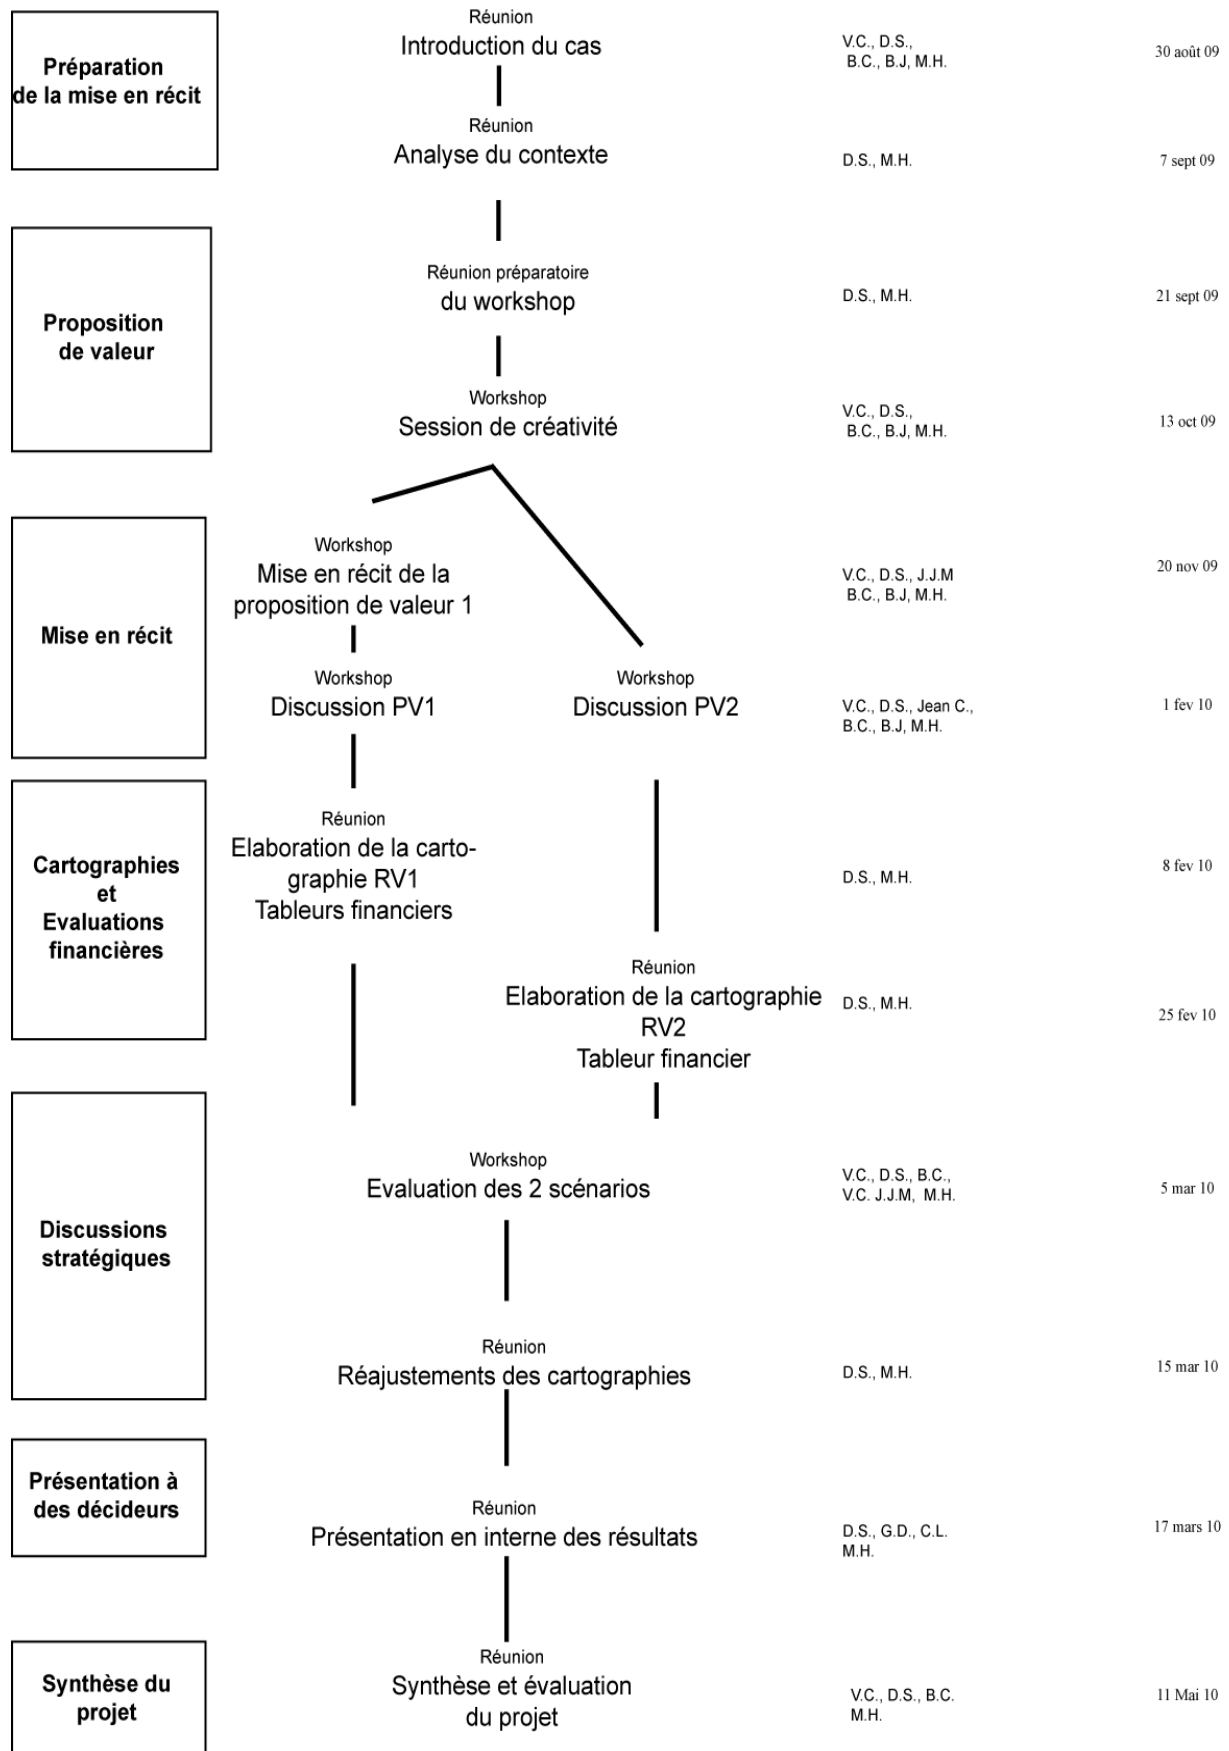 Réunion
Introduction du cas
V.C., D.S.,
B.C., B.J, M.H.
30 août 09
Préparation
de la mise en récit
Réunion
Analyse du contexte
D.S., M.H.
7 sept 09
Réunion préparatoire
du workshop
D.S., M.H.
21 sept 09
Proposition
de valeur
Workshop
Session de créativité
V.C., D.S.,
B.C., B.J, M.H.
13 oct 09
Workshop
Mise en récit de la
proposition de valeur 1
V.C., D.S., J.J.M
B.C., B.J, M.H.
20 nov 09
Mise en récit
Workshop
Discussion PV1
Workshop
Discussion PV2
V.C., D.S., Jean C.,
B.C., B.J, M.H.
1 fev 10
Cartographies
et
Evaluations
financières
Réunion
Elaboration de la carto-
graphie RV1
Tableurs financiers
D.S., M.H.
8 fev 10
Réunion
Elaboration de la cartographie
RV2
Tableur financier
D.S., M.H.
25 fev 10
Workshop
Evaluation des 2 scénarios
V.C., D.S., B.C.,
V.C. J.J.M, M.H.
5 mar 10
Discussions
stratégiques
Réunion
Réajustements des cartographies
D.S., M.H.
15 mar 10
Présentation à
des décideurs
Réunion
Présentation en interne des résultats
D.S., G.D., C.L.
M.H.
17 mars 10
Synthèse du
projet
Réunion
Synthèse et évaluation
du projet
V.C., D.S., B.C.
M.H.
11 Mai 10